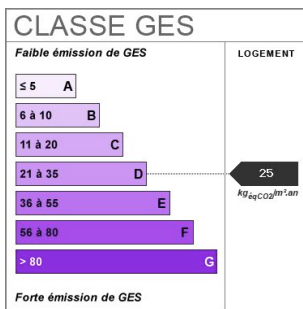 CLASSE GES
Faible émission de GES
LOGEMENT
≤ 5 A
6 à 10 B
11 à 20 C
21 à 35 D
25
kgéqCO2/m².an
36 à 55 E
56 à 80 F
> 80 G
Forte émission de GES